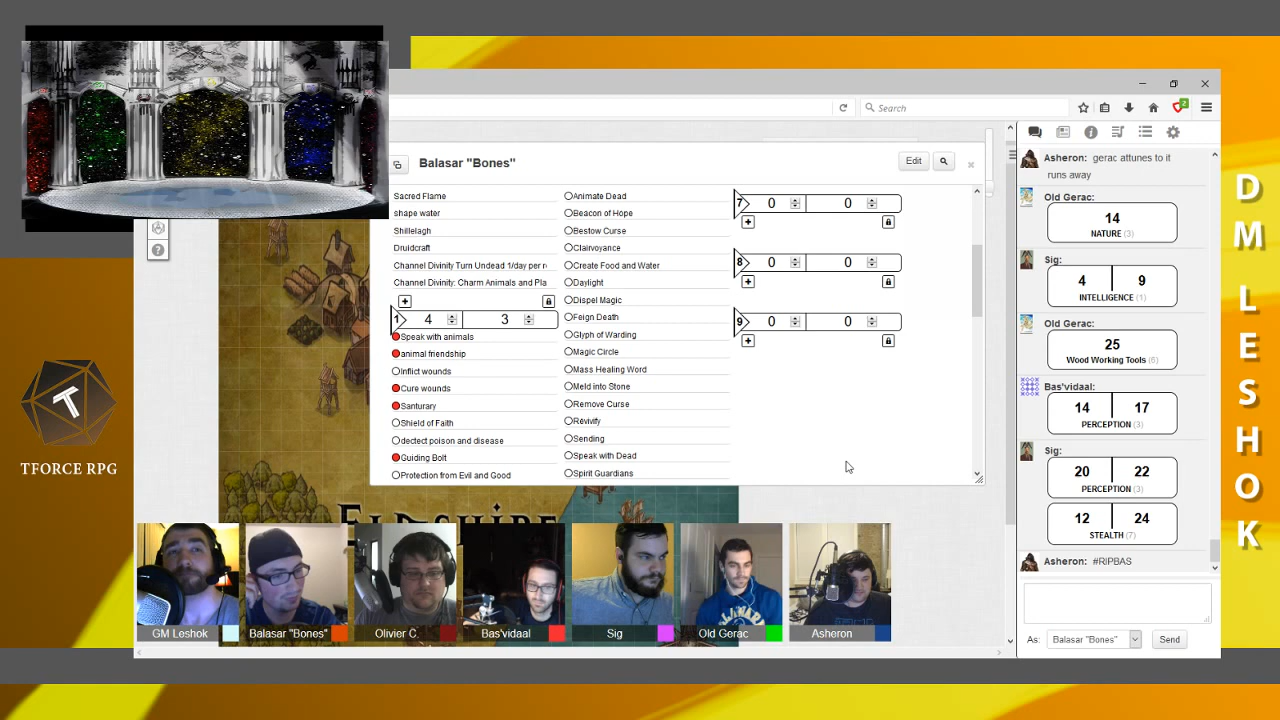 Search
2
Balasar "Bones"
Edit
Sacred Flame
shape water
Shillelagh
Druidcraft
Channel Divinity Turn Undead 1/day per r
Channel Divinity: Charm Animals and Pla
1 4 3
Speak with animals
animal friendship
Inflict wounds
Cure wounds
Santurary
Shield of Faith
dectect poison and disease
Guiding Bolt
Protection from Evil and Good
Animate Dead
Beacon of Hope
Bestow Curse
Clairvoyance
Create Food and Water
Daylight
Dispel Magic
Feign Death
Glyph of Warding
Magic Circle
Mass Healing Word
Meld into Stone
Remove Curse
Revivify
Sending
Speak with Dead
Spirit Guardians
7 0 0
8 0 0
9 0 0
Asheron: gerac attunes to it
runs away
Old Gerac:
14
NATURE (3)
Sig:
4 9
INTELLIGENCE (1)
Old Gerac:
25
Wood Working Tools (6)
Bas'vidaal:
14 17
PERCEPTION (3)
Sig:
20 22
PERCEPTION (3)
12 24
STEALTH (7)
Asheron: #RIPBAS
As: Balasar "Bones" Send
DM LESHOK
T
TFORCE RPG
GM Leshok
Balasar "Bones"
Olivier C.
Bas'vidaal
Sig
Old Gerac
Asheron